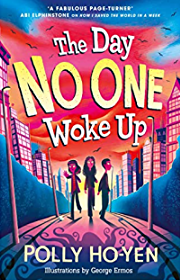 'A FABULOUS PAGE-TURNER'
ABI ELPHINSTONE ON HOW I SAVED THE WORLD IN A WEEK
The Day
NO ONE
Woke Up
POLLY HO-YEN
Illustrations by George Ermos